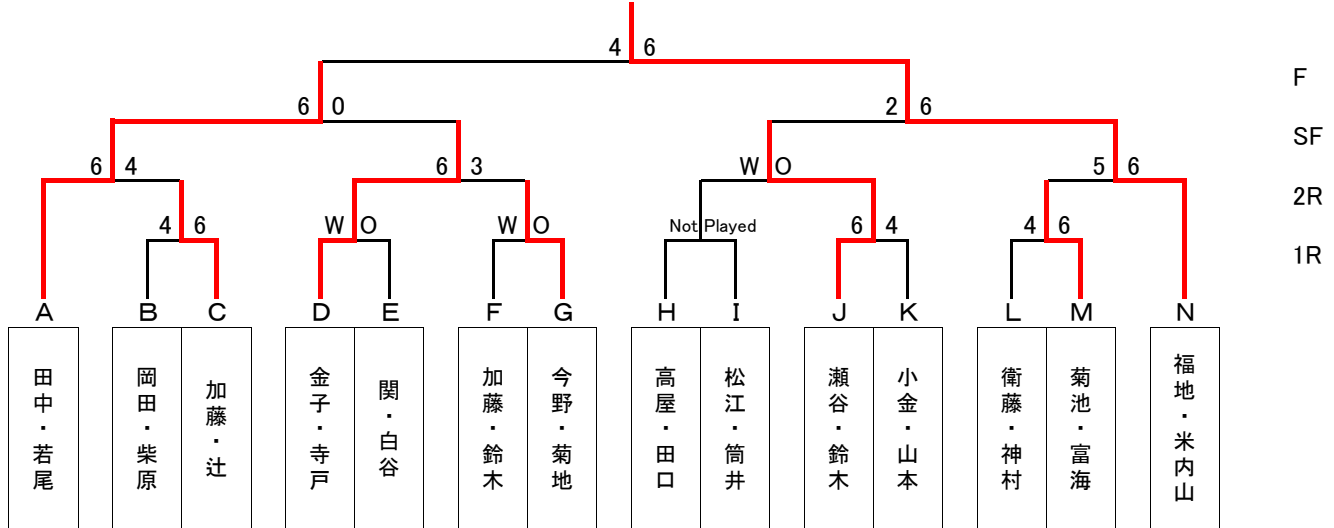 4 6
F
6 0
2 6
SF
6 4
6 3
W O
5 6
2R
4 6
W O
W O
Not Played
6 4
4 6
1R
A
B
C
D
E
F
G
H
I
J
K
L
M
N
田中・若尾
岡田・柴原
加藤・辻
金子・寺戸
関・白谷
加藤・鈴木
今野・菊地
高屋・田口
松江・筒井
瀬谷・鈴木
小金・山本
衛藤・神村
菊池・富海
福地・米内山